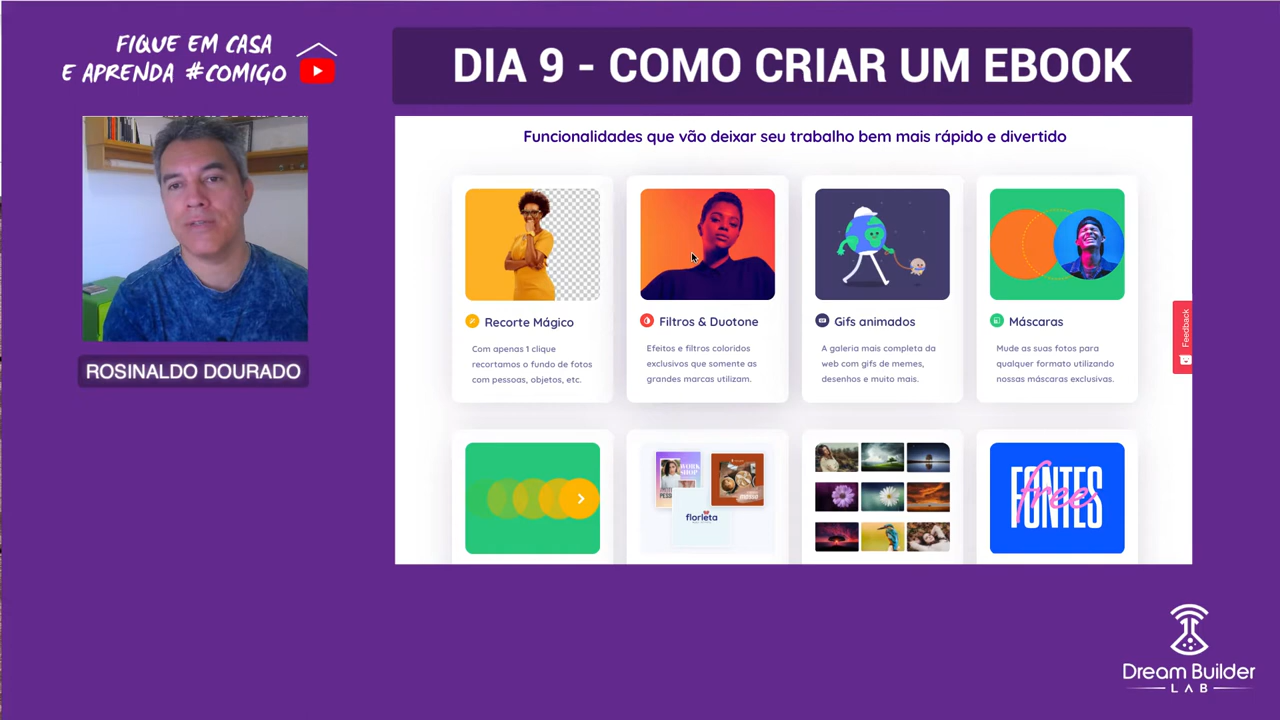 FIQUE EM CASA
E APRENDA #COMIGO
DIA 9 - COMO CRIAR UM EBOOK
ROSINALDO DOURADO
Funcionalidades que vão deixar seu trabalho bem mais rápido e divertido
Recorte Mágico
Com apenas 1 clique
recortamos o fundo de fotos
com pessoas, objetos, etc.
Filtros & Duotone
Efeitos e filtros coloridos
exclusivos que somente as
grandes marcas utilizam.
Gifs animados
A galeria mais completa da
web com gifs de memes,
desenhos e muito mais.
Máscaras
Mude as suas fotos para
qualquer formato utilizando
nossas máscaras exclusivas.
Feedback
WORK
SHOP
florleta
FONTES
free
Dream Builder
LAB